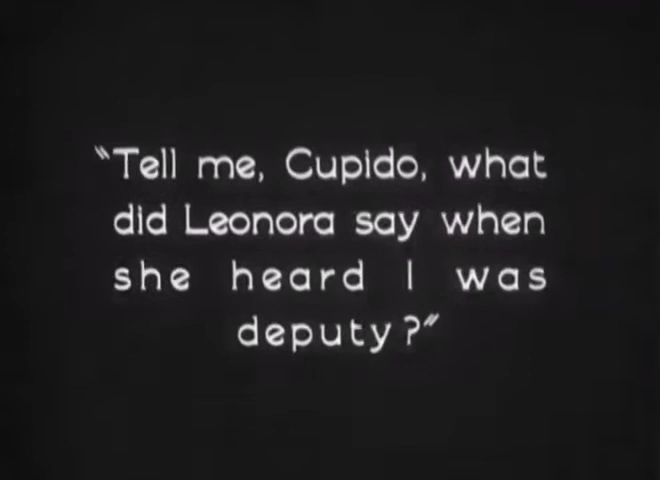 "Tell me, Cupido, what
did Leonora say when
she heard I was
deputy?"